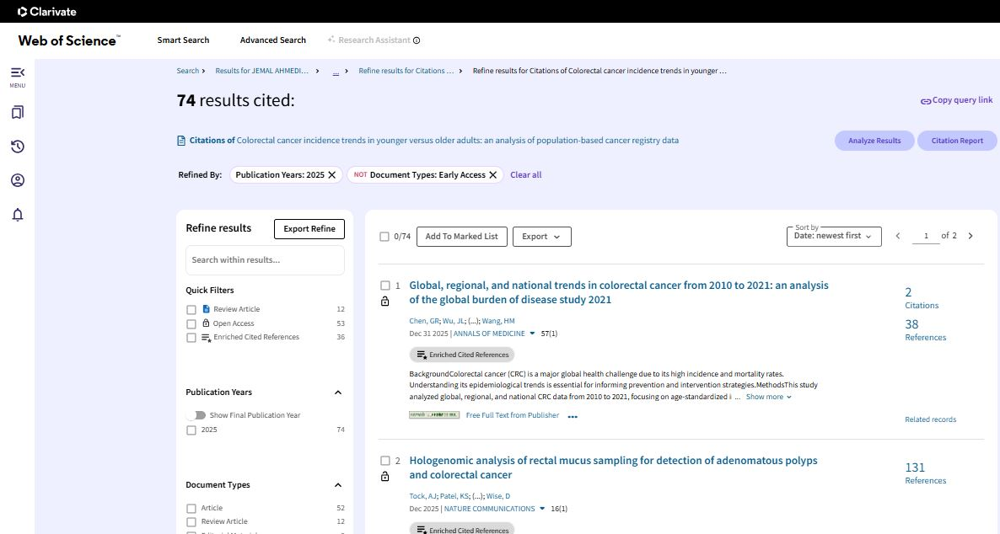 Clarivate
Web of Science™
Smart Search
Advanced Search
Research Assistant
MENU
Search > Results for JEMAL AHMEDI... > ... > Refine results for Citations ... > Refine results for Citations of Colorectal cancer incidence trends in younger ...
74 results cited:
Copy query link
Citations of Colorectal cancer incidence trends in younger versus older adults: an analysis of population-based cancer registry data
Analyze Results
Citation Report
Refined By:
Publication Years: 2025
NOT Document Types: Early Access
Clear all
Refine results
Export Refine
Search within results...
Quick Filters
Review Article 12
Open Access 53
Enriched Cited References 36
Publication Years
Show Final Publication Year
2025 74
Document Types
Article 52
Review Article 12
0/74
Add To Marked List
Export
Sort by
Date: newest first
1 of 2
1
Global, regional, and national trends in colorectal cancer from 2010 to 2021: an analysis
of the global burden of disease study 2021
Chen, GR; Wu, JL; (...); Wang, HM
Dec 31 2025 | ANNALS OF MEDICINE 57(1)
Enriched Cited References
BackgroundColorectal cancer (CRC) is a major global health challenge due to its high incidence and mortality rates.
Understanding its epidemiological trends is essential for informing prevention and intervention strategies.MethodsThis study
analyzed global, regional, and national CRC data from 2010 to 2021, focusing on age-standardized i ... Show more
Free Full Text from Publisher
2
Citations
38
References
Related records
2
Hologenomic analysis of rectal mucus sampling for detection of adenomatous polyps
and colorectal cancer
Tock, AJ; Patel, KS; (...); Wise, D
Dec 2025 | NATURE COMMUNICATIONS 16(1)
Enriched Cited References
131
References